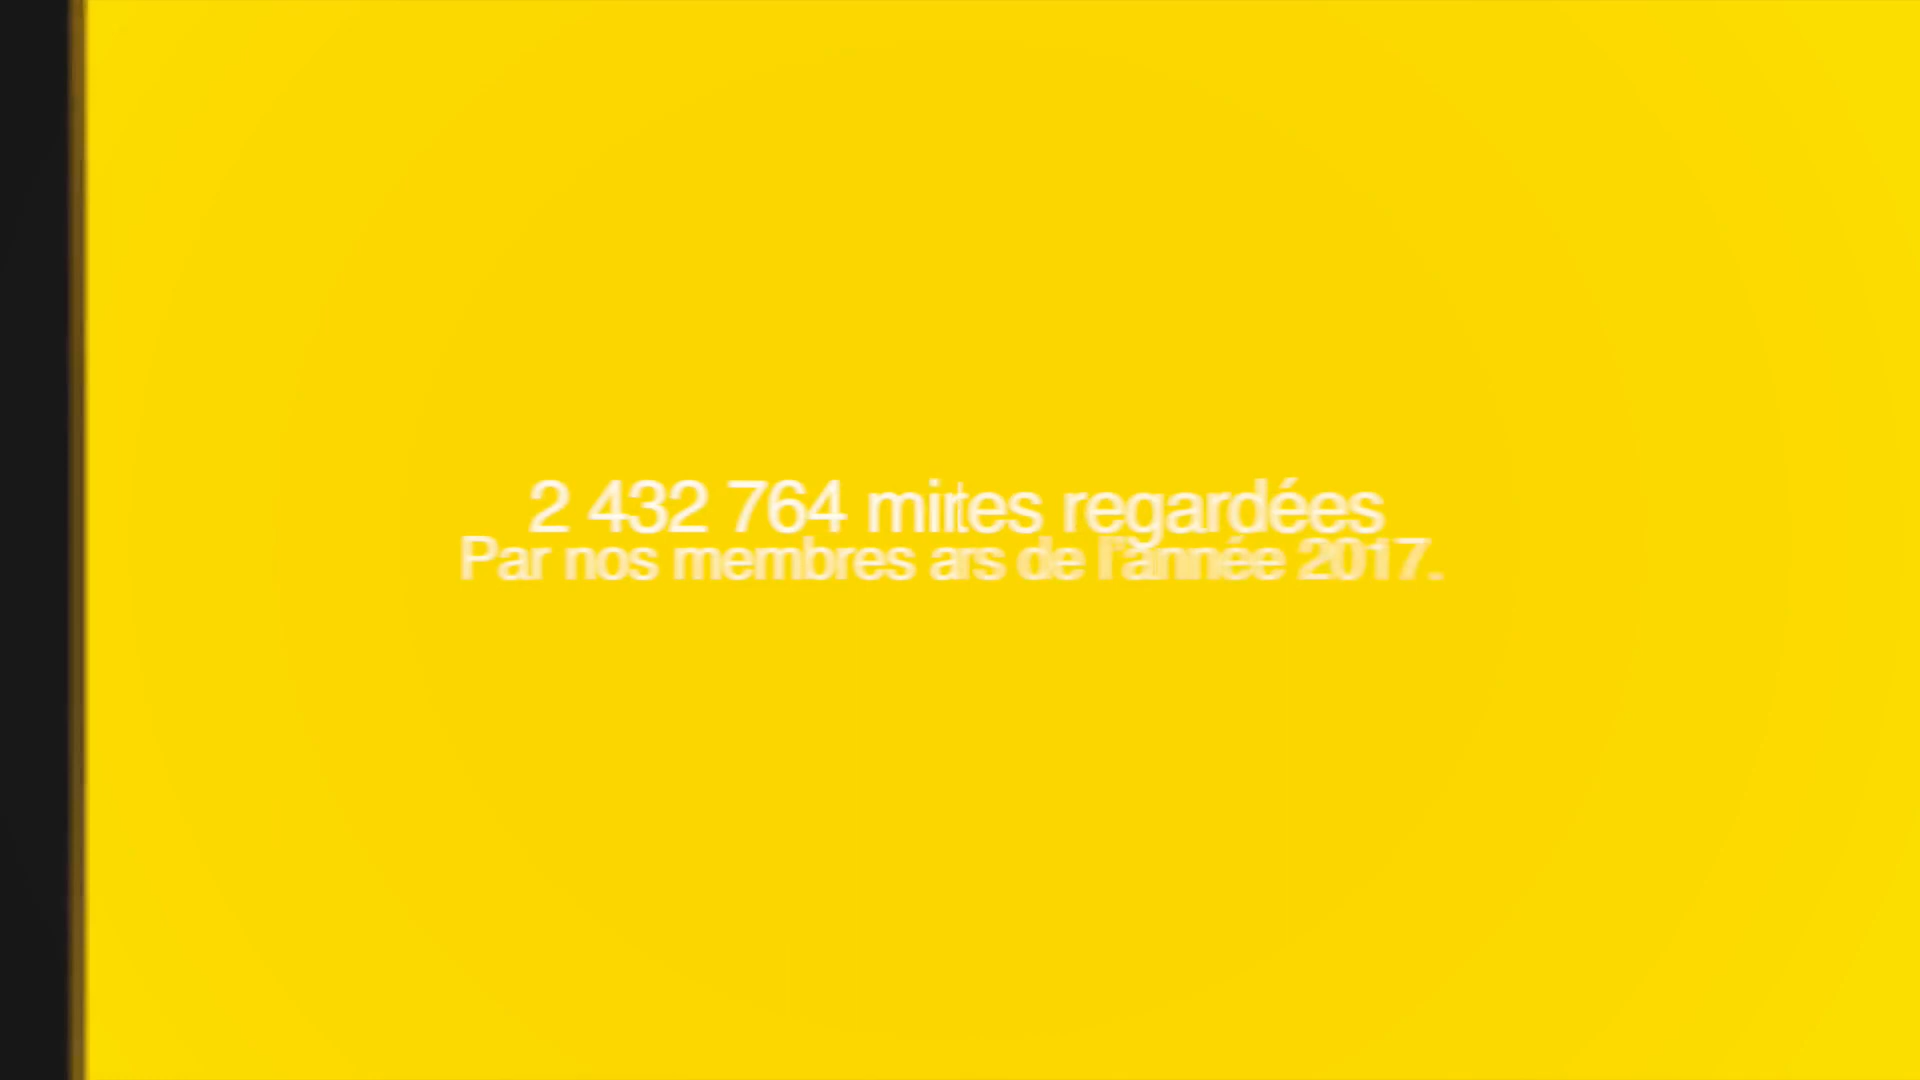 2 432 764 mites regardées
Par nos membres ars de l'année 2017.